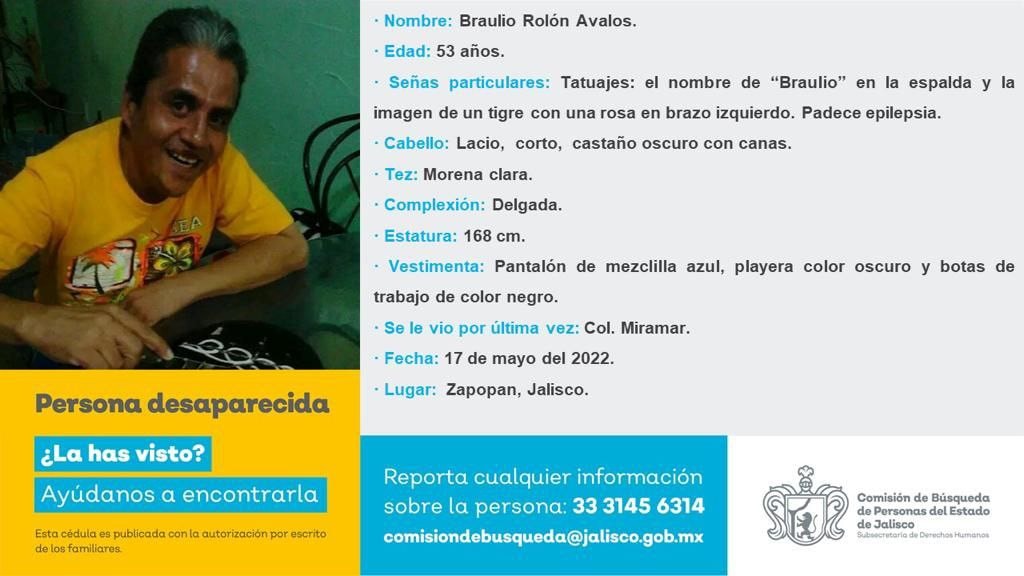 · Nombre: Braulio Rolón Avalos.
· Edad: 53 años.
· Señas particulares: Tatuajes: el nombre de “Braulio” en la espalda y la
imagen de un tigre con una rosa en brazo izquierdo. Padece epilepsia.
· Cabello: Lacio, corto, castaño oscuro con canas.
· Tez: Morena clara.
· Complexión: Delgada.
· Estatura: 168 cm.
· Vestimenta: Pantalón de mezclilla azul, playera color oscuro y botas de
trabajo de color negro.
· Se le vio por última vez: Col. Miramar.
· Fecha: 17 de mayo del 2022.
· Lugar: Zapopan, Jalisco.
Persona desaparecida
¿La has visto?
Ayúdanos a encontrarla
Esta cédula es publicada con la autorización por escrito
de los familiares.
Reporta cualquier información
sobre la persona: 33 3145 6314
comisiondebusqueda@jalisco.gob.mx
Comisión de Búsqueda
de Personas del Estado
de Jalisco
Subsecretaría de Derechos Humanos